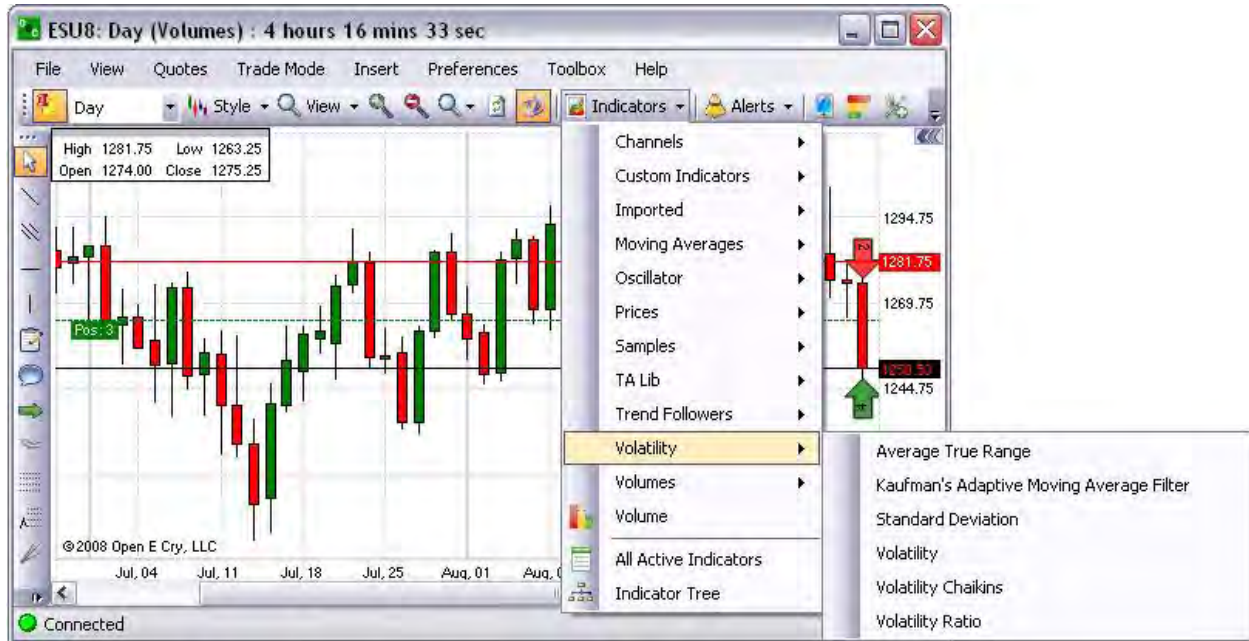 ESU8: Day (Volumes) : 4 hours 16 mins 33 sec
File View Quotes Trade Mode Insert Preferences Toolbox Help
Day Style View Indicators Alerts
High 1281.75 Low 1263.25
Open 1274.00 Close 1275.25
Channels
Custom Indicators
Imported
Moving Averages
Oscillator
Prices
Samples
TA Lib
Trend Followers
Volatility
Volumes
Volume
All Active Indicators
Indicator Tree
Average True Range
Kaufman's Adaptive Moving Average Filter
Standard Deviation
Volatility
Volatility Chaikins
Volatility Ratio
1294.75
2
1281.75
1269.75
1244.75
Pos: 3
©2008 Open E Cry, LLC
Jul, 04 Jul, 11 Jul, 18 Jul, 25 Aug, 01 Aug,
Connected